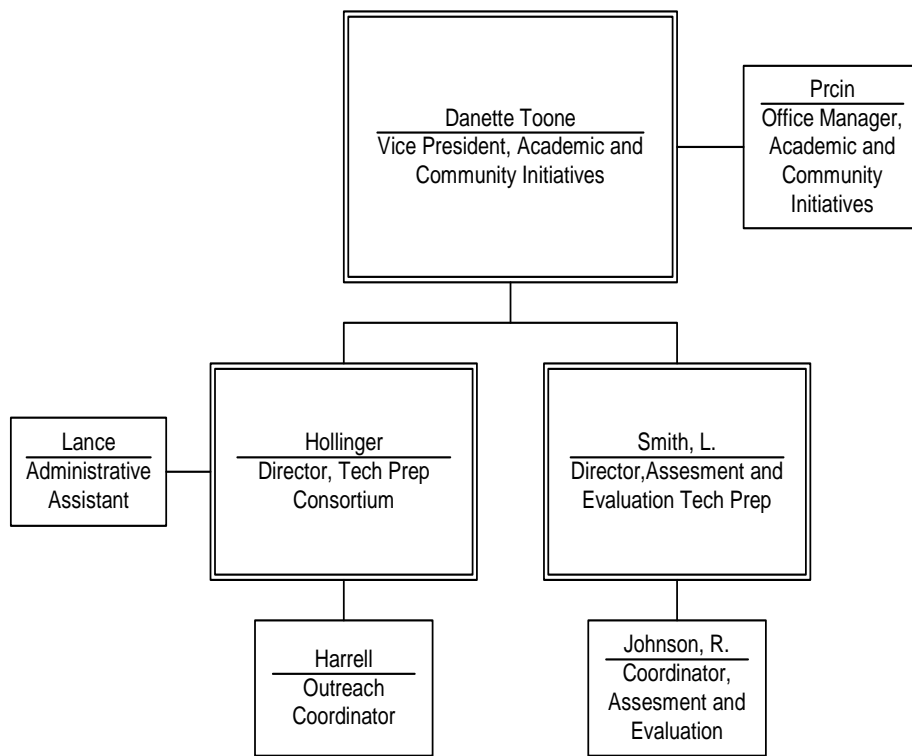 Danette Toone
Vice President, Academic and
Community Initiatives
Prcin
Office Manager,
Academic and
Community
Initiatives
Lance
Administrative
Assistant
Hollinger
Director, Tech Prep
Consortium
Smith, L.
Director,Assesment and
Evaluation Tech Prep
Harrell
Outreach
Coordinator
Johnson, R.
Coordinator,
Assesment and
Evaluation